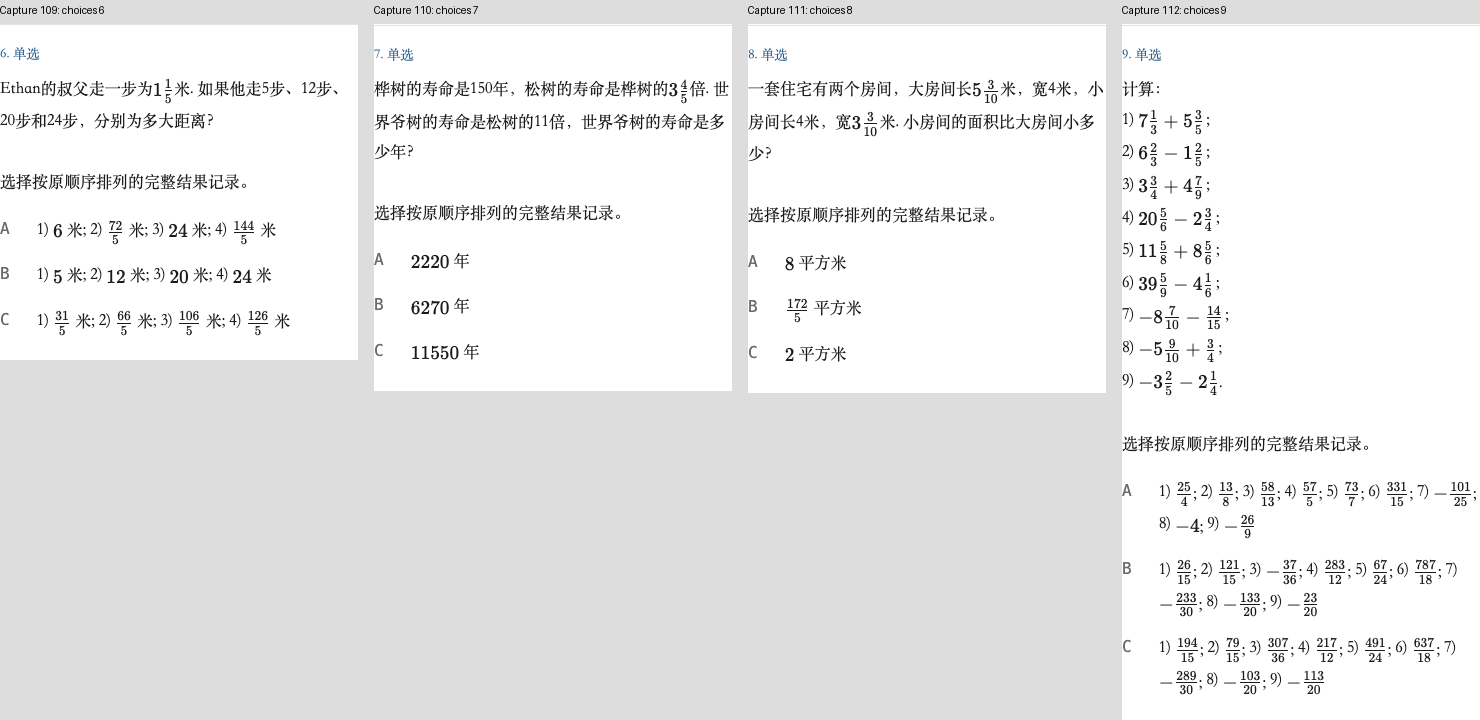 Capture 109: choices6
6. 单选
Ethan的叔父走一步为1 1/5 米. 如果他走5步、12步、
20步和24步，分别为多大距离?
选择按原顺序排列的完整结果记录。
A 1) 6 米; 2) 72/5 米; 3) 24 米; 4) 144/5 米
B 1) 5 米; 2) 12 米; 3) 20 米; 4) 24 米
C 1) 31/5 米; 2) 66/5 米; 3) 106/5 米; 4) 126/5 米
Capture 110: choices7
7. 单选
桦树的寿命是150年，松树的寿命是桦树的3 4/5倍. 世
界爷树的寿命是松树的11倍，世界爷树的寿命是多
少年?
选择按原顺序排列的完整结果记录。
A 2220 年
B 6270 年
C 11550 年
Capture 111: choices8
8. 单选
一套住宅有两个房间，大房间长5 3/10米，宽4米，小
房间长4米，宽3 3/10米. 小房间的面积比大房间小多
少?
选择按原顺序排列的完整结果记录。
A 8 平方米
B 172/5 平方米
C 2 平方米
Capture 112: choices9
9. 单选
计算：
1) 7 1/3 + 5 3/5;
2) 6 2/3 − 1 2/5;
3) 3 3/4 + 4 7/9;
4) 20 5/6 − 2 3/4;
5) 11 5/8 + 8 5/6;
6) 39 5/9 − 4 1/6;
7) −8 7/10 − 14/15;
8) −5 9/10 + 3/4;
9) −3 2/5 − 2 1/4.
选择按原顺序排列的完整结果记录。
A 1) 25/4; 2) 13/8; 3) 58/13; 4) 57/5; 5) 73/7; 6) 331/15; 7) −101/25;
8) −4; 9) −26/9
B 1) 26/15; 2) 121/15; 3) −37/36; 4) 283/12; 5) 67/24; 6) 787/18; 7)
−233/30; 8) −133/20; 9) −23/20
C 1) 194/15; 2) 79/15; 3) 307/36; 4) 217/12; 5) 491/24; 6) 637/18; 7)
−289/30; 8) −103/20; 9) −113/20